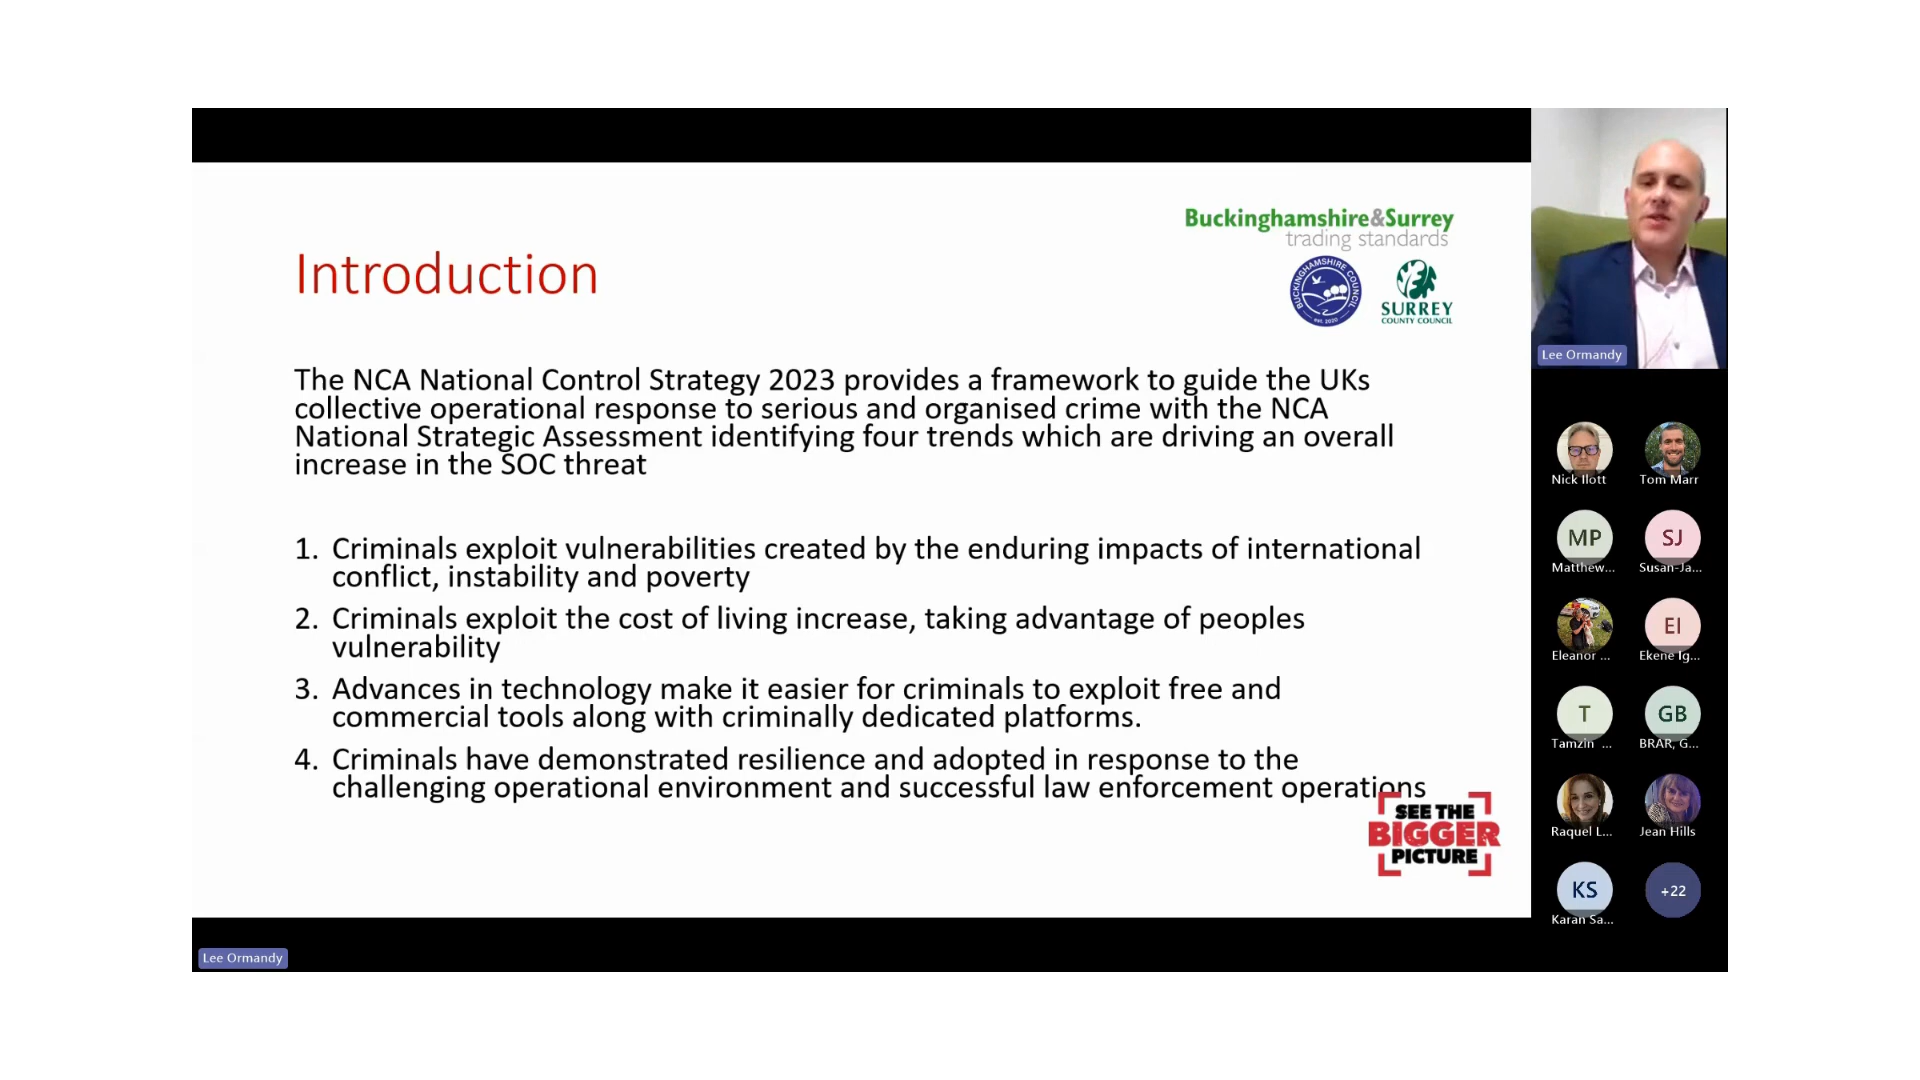 Buckinghamshire&Surrey
trading standards
BUCKINGHAMSHIRE COUNCIL
est. 2020
SURREY
COUNTY COUNCIL
Introduction
The NCA National Control Strategy 2023 provides a framework to guide the UKs
collective operational response to serious and organised crime with the NCA
National Strategic Assessment identifying four trends which are driving an overall
increase in the SOC threat
1. Criminals exploit vulnerabilities created by the enduring impacts of international
conflict, instability and poverty
2. Criminals exploit the cost of living increase, taking advantage of peoples
vulnerability
3. Advances in technology make it easier for criminals to exploit free and
commercial tools along with criminally dedicated platforms.
4. Criminals have demonstrated resilience and adopted in response to the
challenging operational environment and successful law enforcement operations
SEE THE
BIGGER
PICTURE
Lee Ormandy
Lee Ormandy
Nick Ilott
Tom Marr
MP
Matthew...
SJ
Susan-Ja...
Eleanor ...
EI
Ekene Ig...
T
Tamzin ...
GB
BRAR, G...
Raquel L...
Jean Hills
KS
Karan Sa...
+22